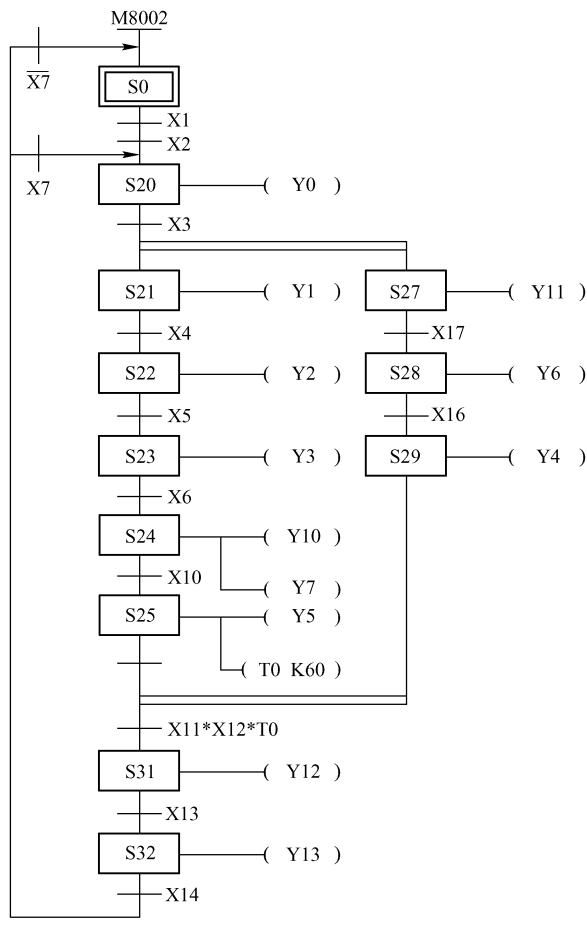 M8002
X̅7̅
S0
X1
X2
X7
S20 ( Y0 )
X3
S21 ( Y1 ) S27 ( Y11 )
X4 X17
S22 ( Y2 ) S28 ( Y6 )
X5 X16
S23 ( Y3 ) S29 ( Y4 )
X6
S24 ( Y10 )
X10 ( Y7 )
S25 ( Y5 )
( T0 K60 )
X11*X12*T0
S31 ( Y12 )
X13
S32 ( Y13 )
X14